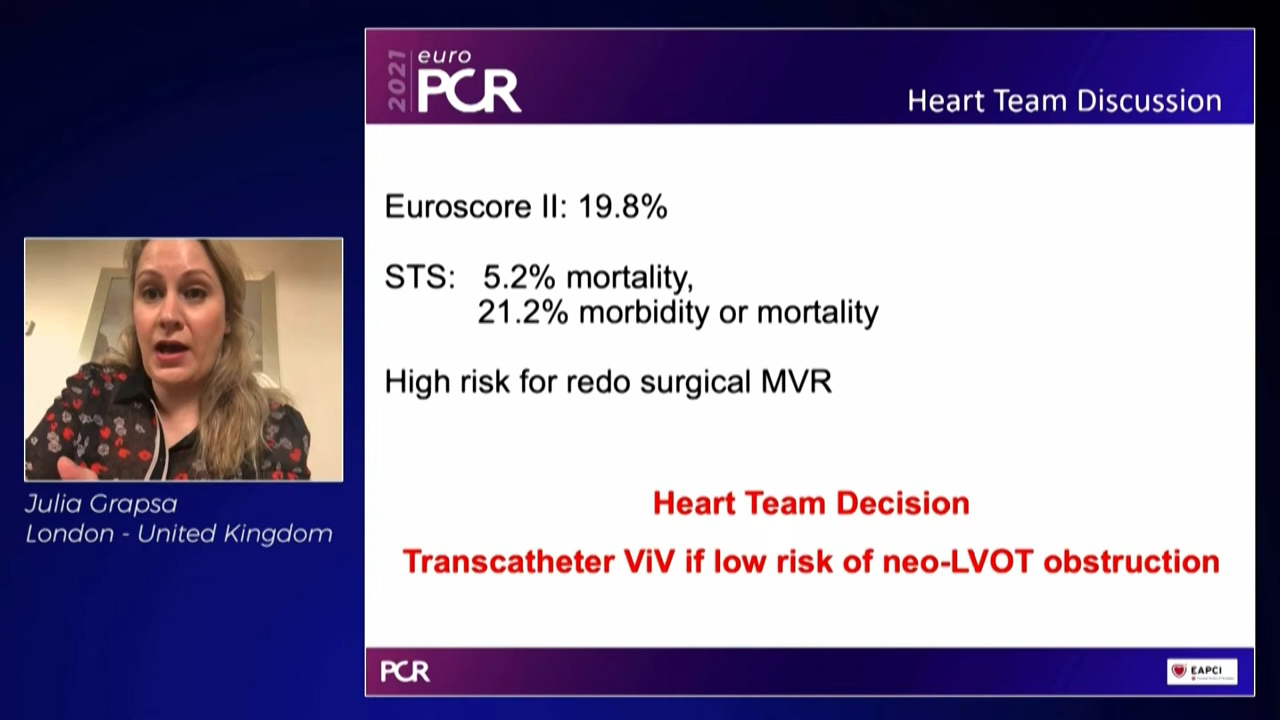 2021
euro
PCR
Heart Team Discussion
Euroscore II: 19.8%
STS: 5.2% mortality,
21.2% morbidity or mortality
High risk for redo surgical MVR
Heart Team Decision
Transcatheter ViV if low risk of neo-LVOT obstruction
Julia Grapsa
London - United Kingdom
PCR
EAPCI